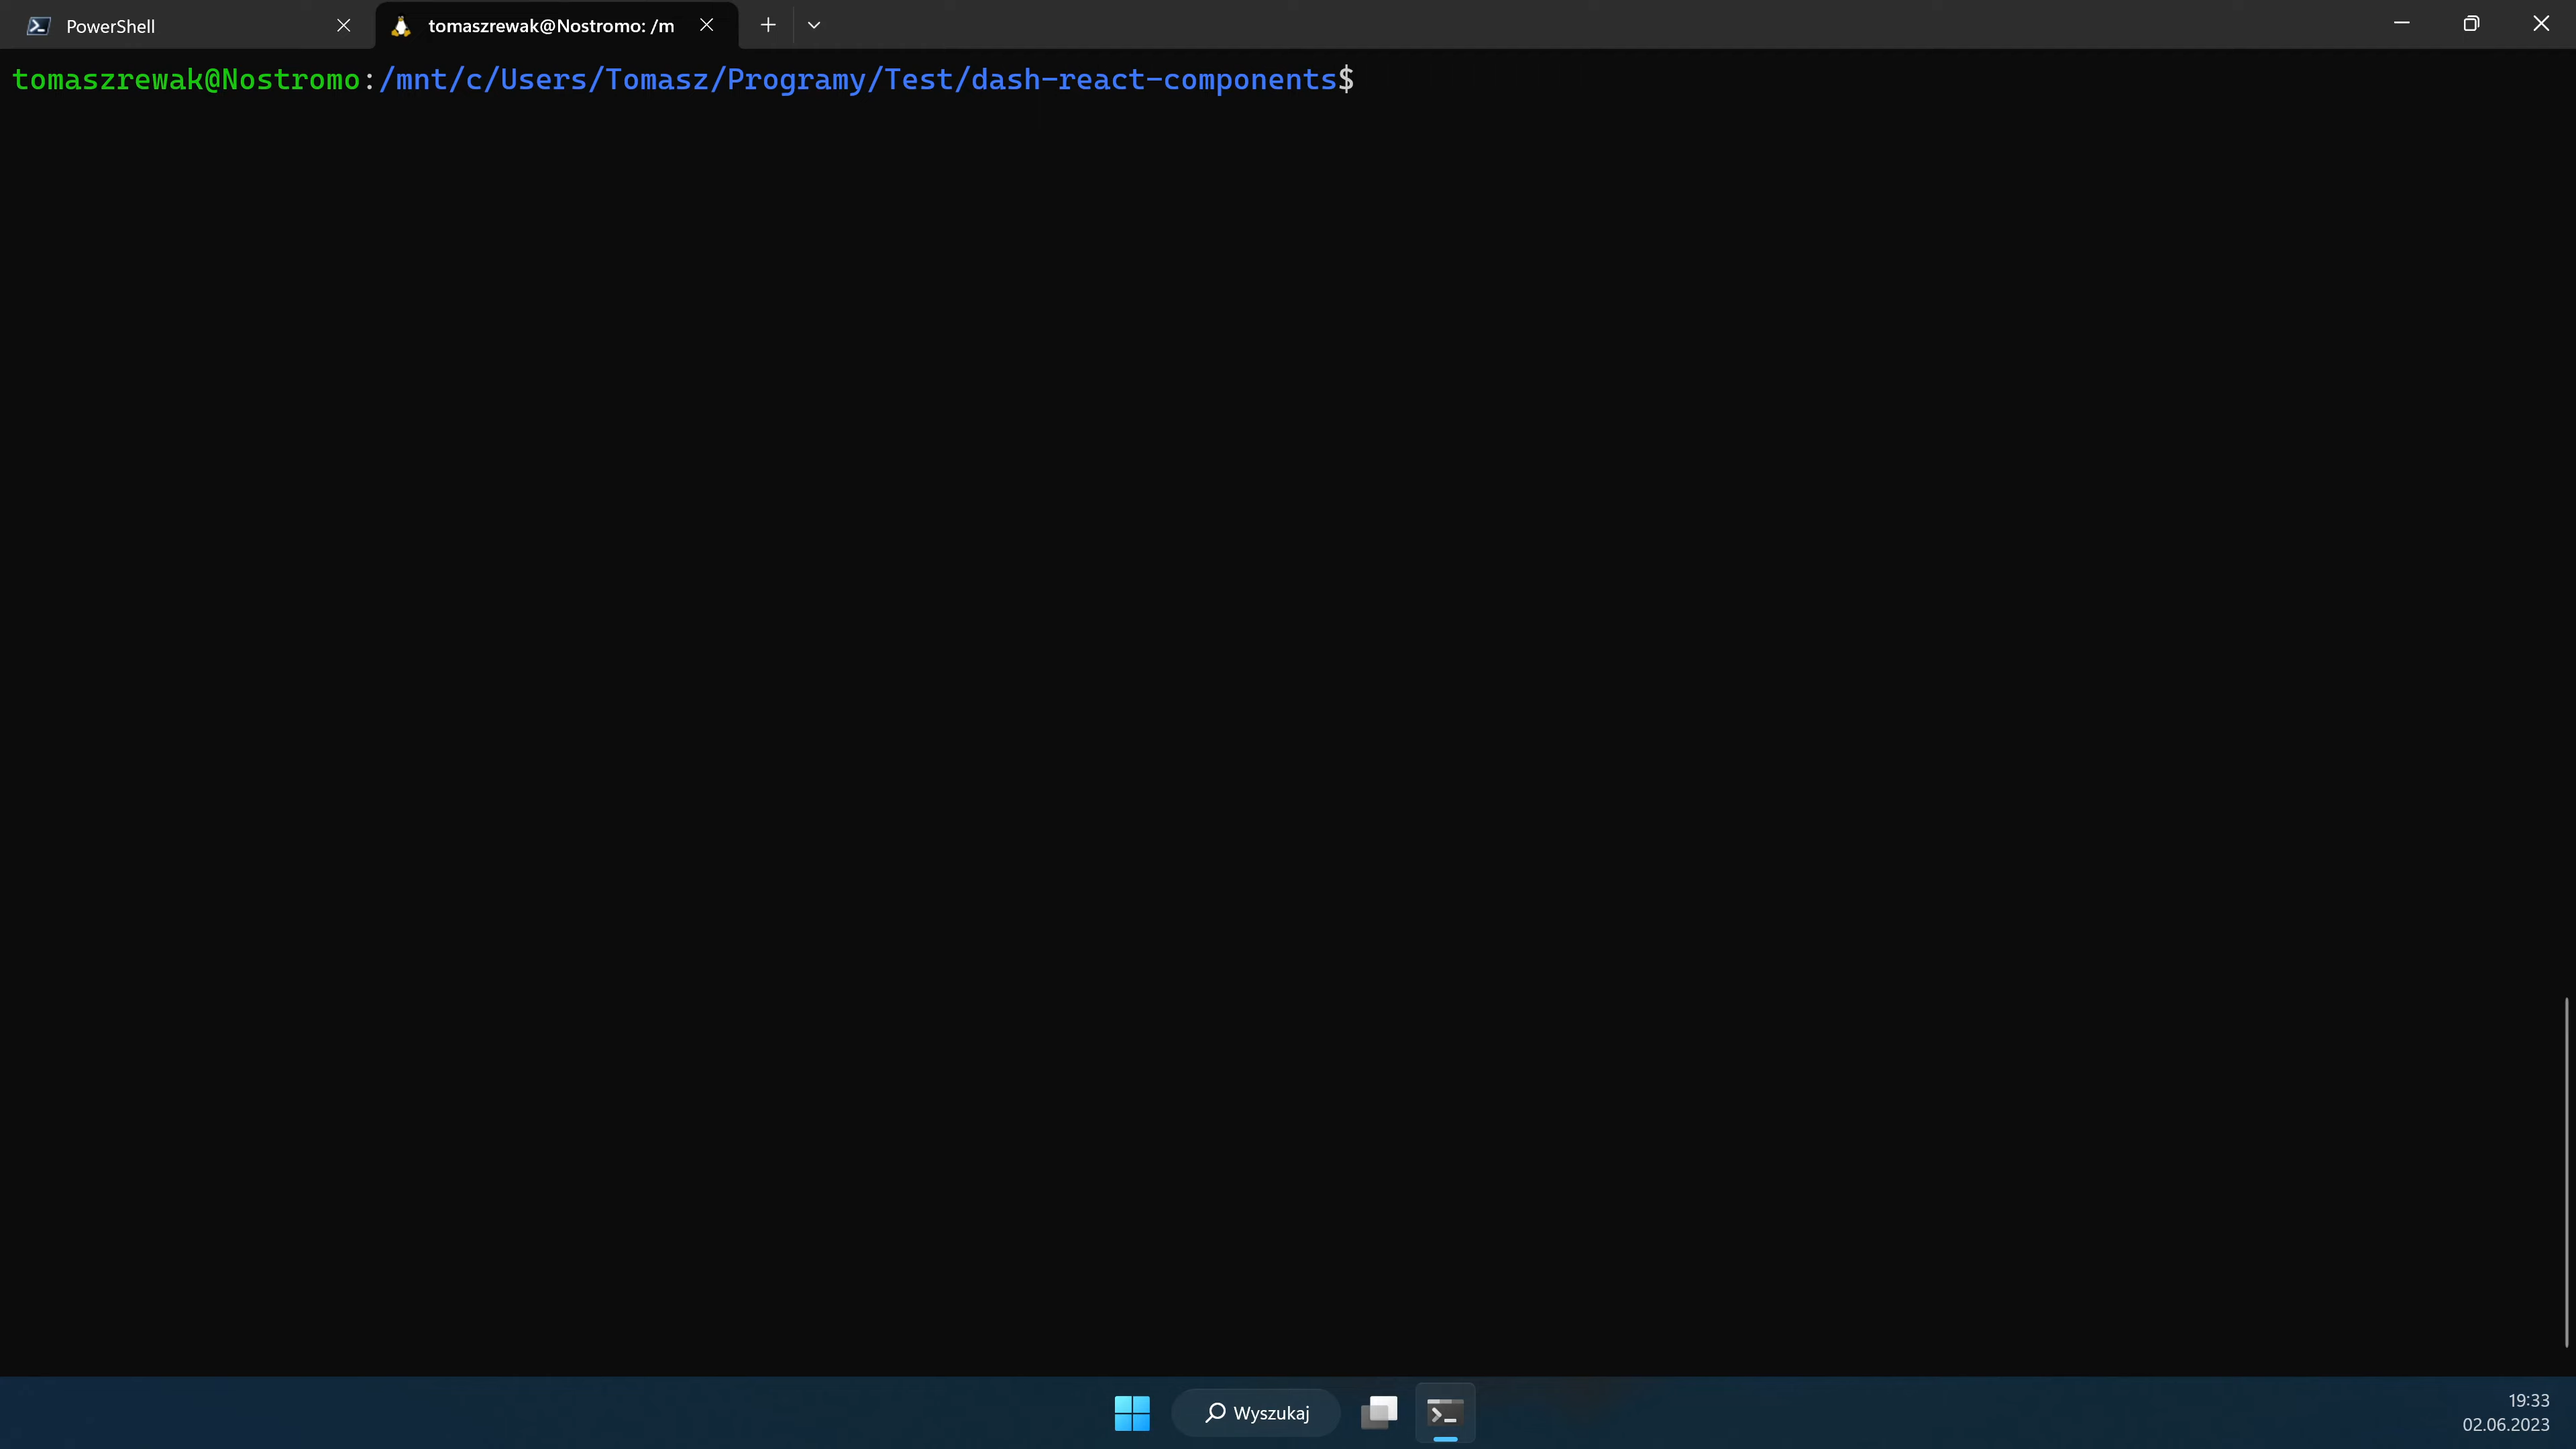 PowerShell
tomaszrewak@Nostromo: /m
tomaszrewak@Nostromo:/mnt/c/Users/Tomasz/Programy/Test/dash-react-components$
Wyszukaj
19:33
02.06.2023